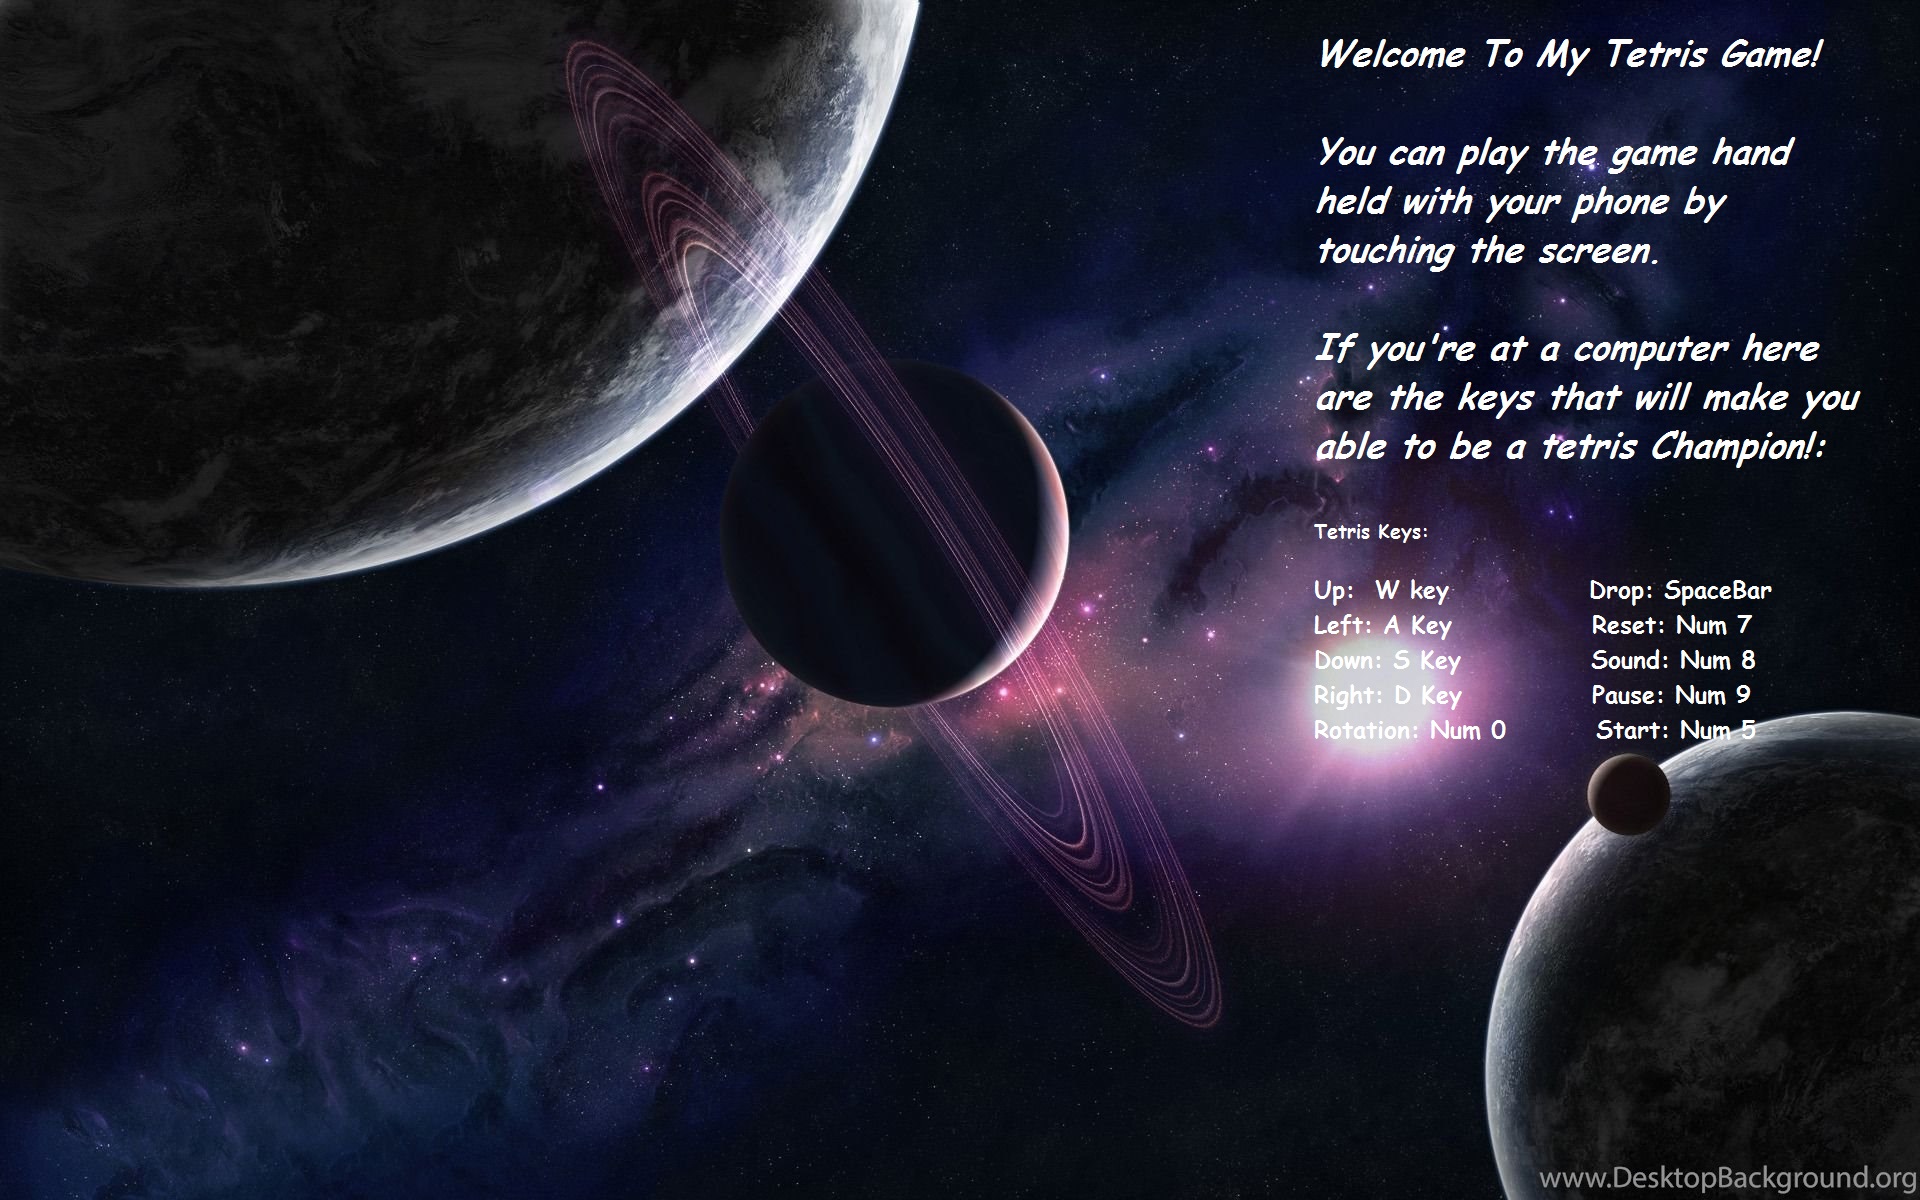 Welcome To My Tetris Game!
You can play the game hand
held with your phone by
touching the screen.
If you're at a computer here
are the keys that will make you
able to be a tetris Champion!:
Tetris Keys:
Up: W key Drop: SpaceBar
Left: A Key Reset: Num 7
Down: S Key Sound: Num 8
Right: D Key Pause: Num 9
Rotation: Num 0 Start: Num 5
www.DesktopBackground.org